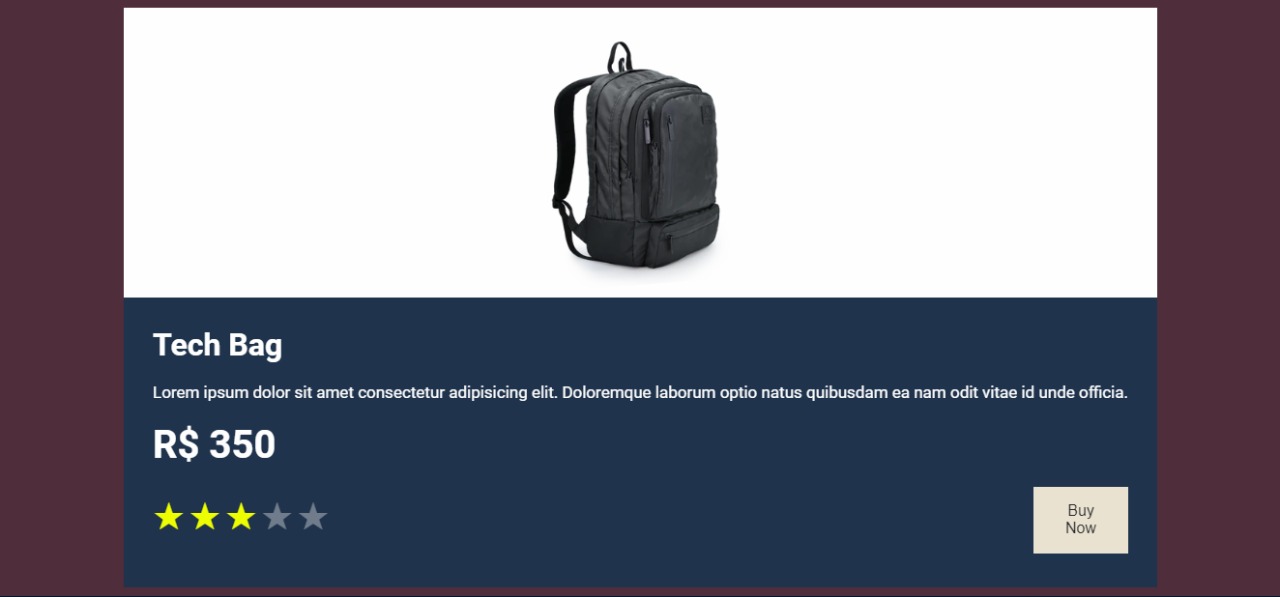 Tech Bag
Lorem ipsum dolor sit amet consectetur adipisicing elit. Doloremque laborum optio natus quibusdam ea nam odit vitae id unde officia.
R$ 350
Buy
Now